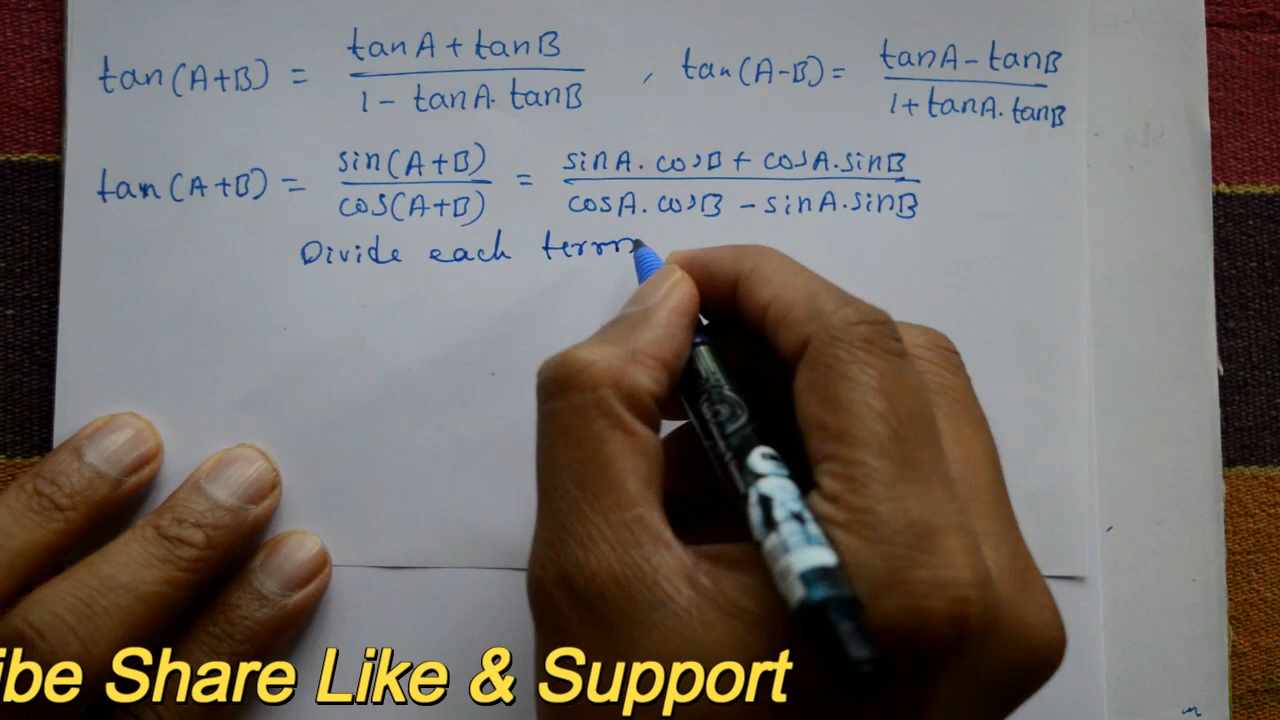 tan(A+B) = tanA + tanB / 1 - tanA. tanB , tan(A-B) = tanA - tanB / 1 + tanA. tanB
tan(A+B) = sin(A+B) / cos(A+B) = sinA. cosB + cosA. sinB / cosA. cosB - sinA. sinB
Divide each term
ibe Share Like & Support